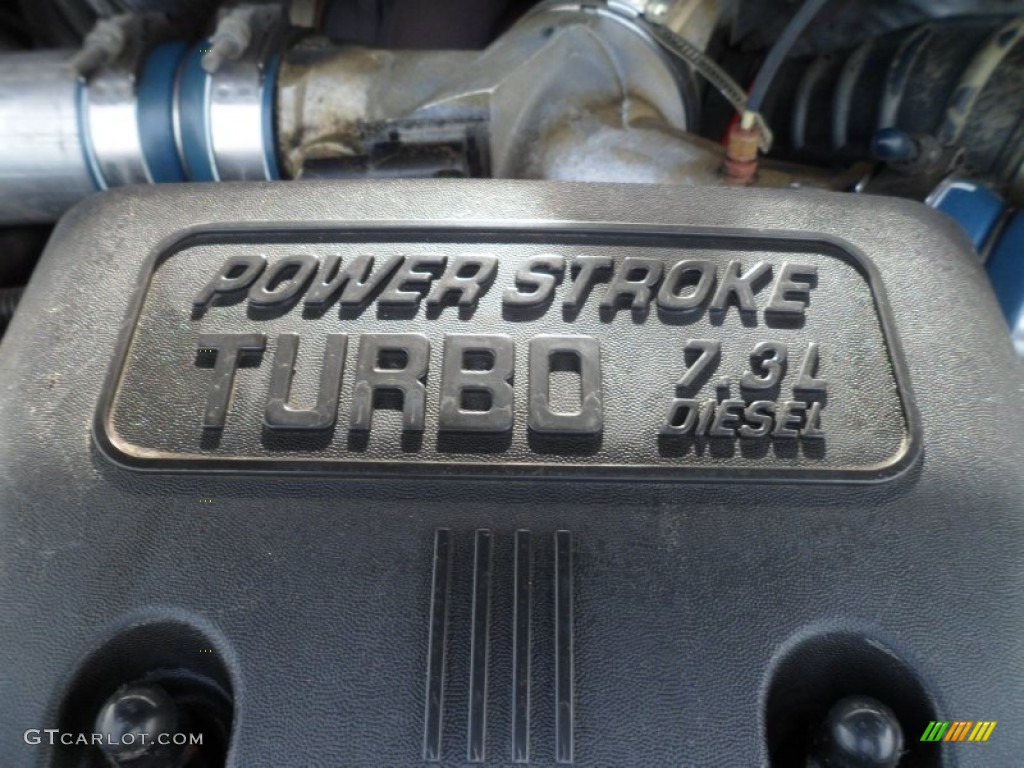 POWER STROKE
TURBO 7.3L
DIESEL
GTCARLOT.COM